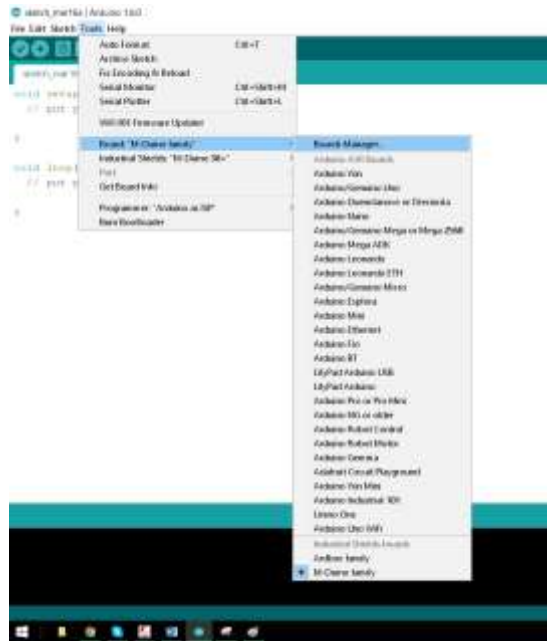 File Edit Sketch Tools Help
Auto Format Ctrl+T
Archive Sketch
Fix Encoding & Reload
Serial Monitor Ctrl+Shift+M
Serial Plotter Ctrl+Shift+L
WiFi101 Firmware Updater
Board: "M-Duino family"
Industrial Shields: "M-Duino
Port
Get Board Info
Programmer: "Arduino as ISP"
Burn Bootloader
void
// put
}
void loop
// put
}
Boards Manager...
Arduino AVR Boards
Arduino Yún
Arduino/Genuino Uno
Arduino Duemilanove or Diecimila
Arduino Nano
Arduino/Genuino Mega or Mega 2560
Arduino Mega ADK
Arduino Leonardo
Arduino Leonardo ETH
Arduino/Genuino Micro
Arduino Esplora
Arduino Mini
Arduino Ethernet
Arduino Fio
Arduino BT
LilyPad Arduino USB
LilyPad Arduino
Arduino Pro or Pro Mini
Arduino NG or older
Arduino Robot Control
Arduino Robot Motor
Arduino Gemma
Adafruit Circuit Playground
Arduino Yún Mini
Arduino Industrial 101
Linino One
Arduino Uno WiFi
Industrial Shields boards
Ardbox family
M-Duino family